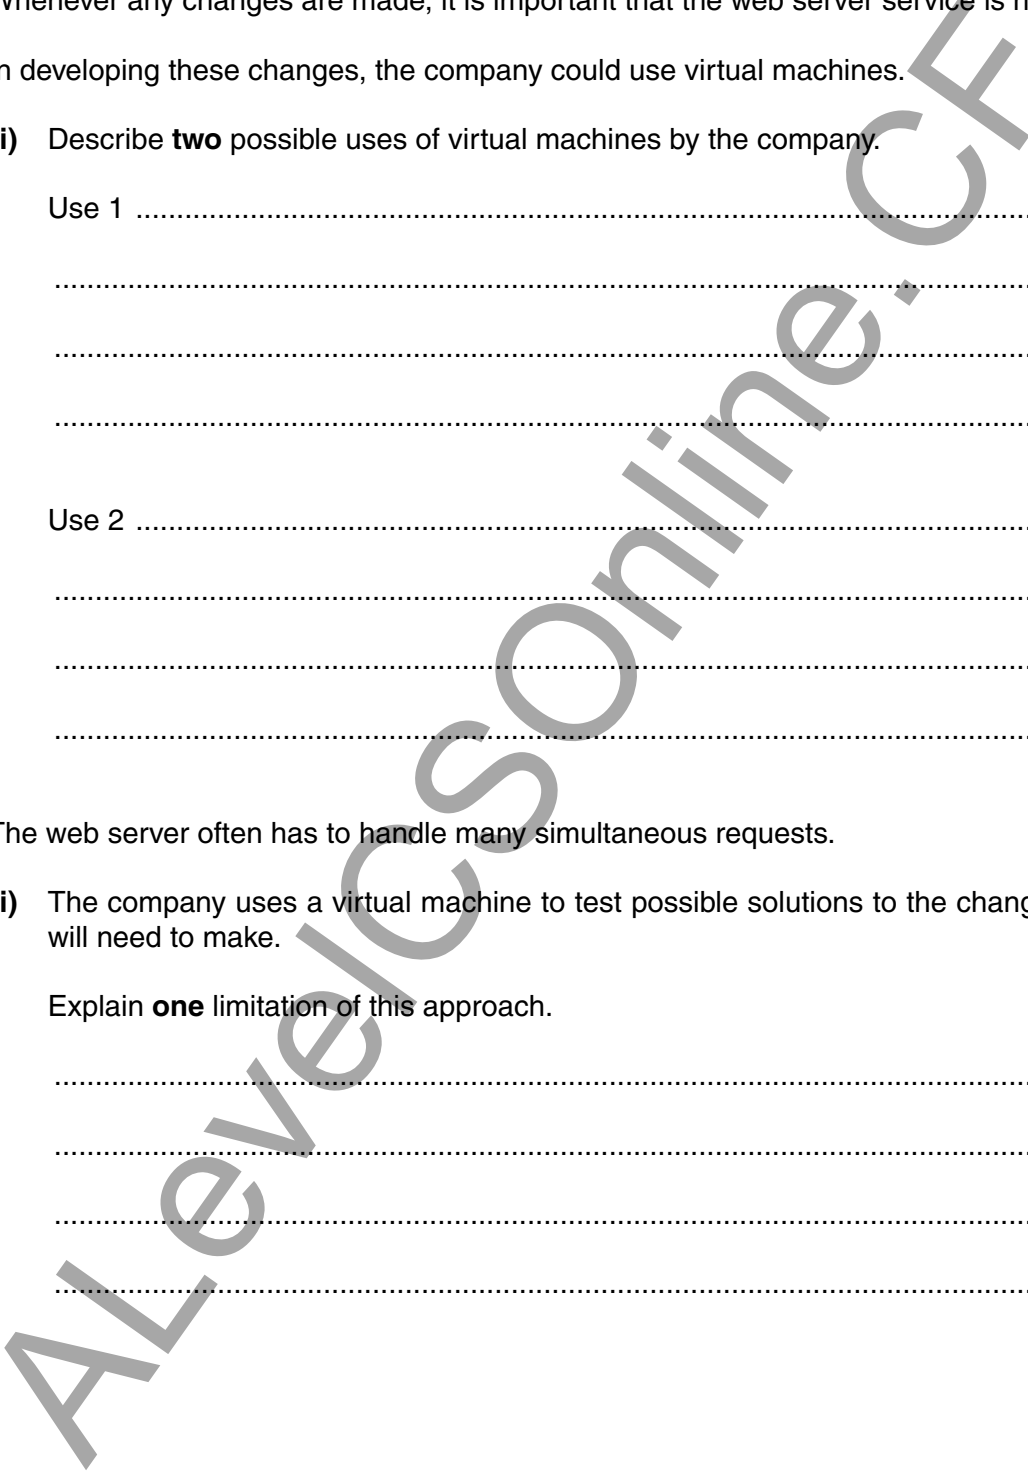 Whenever any changes are made, it is important that the web server service is
n developing these changes, the company could use virtual machines.
i) Describe two possible uses of virtual machines by the company.
Use 1 ................................................................
................................................................
................................................................
................................................................
Use 2 ................................................................
................................................................
................................................................
................................................................
The web server often has to handle many simultaneous requests.
i) The company uses a virtual machine to test possible solutions to the chang
will need to make.
Explain one limitation of this approach.
................................................................
................................................................
................................................................
................................................................
ALevelCSOnline.CF